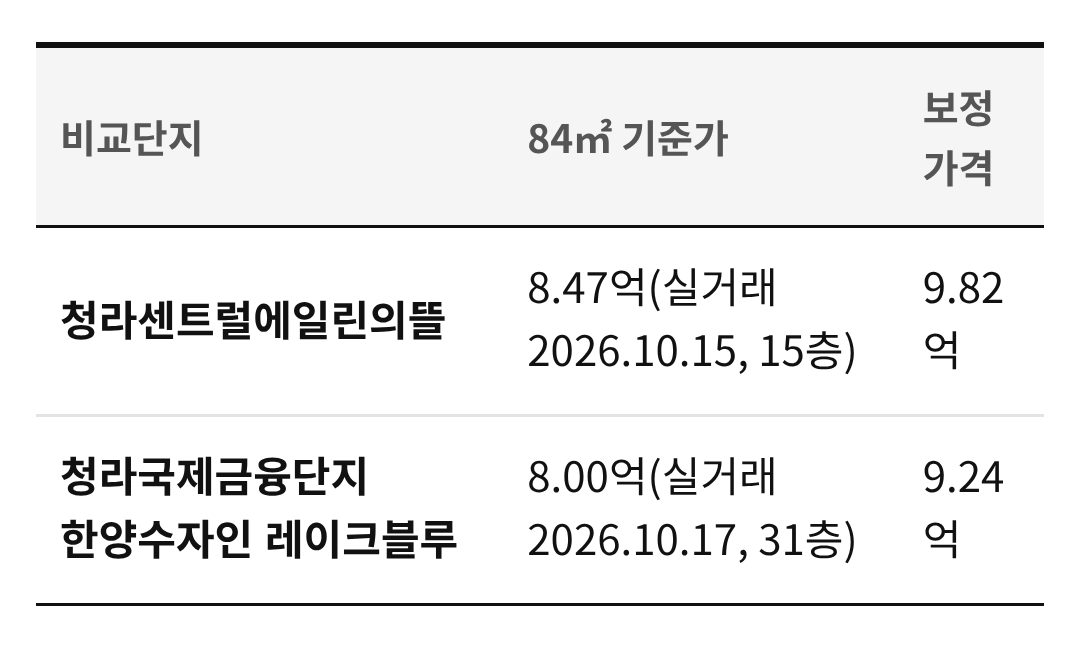 비교단지
84㎡ 기준가
보정
가격
청라센트럴에일린의뜰
8.47억(실거래
2026.10.15, 15층)
9.82
억
청라국제금융단지
한양수자인 레이크블루
8.00억(실거래
2026.10.17, 31층)
9.24
억